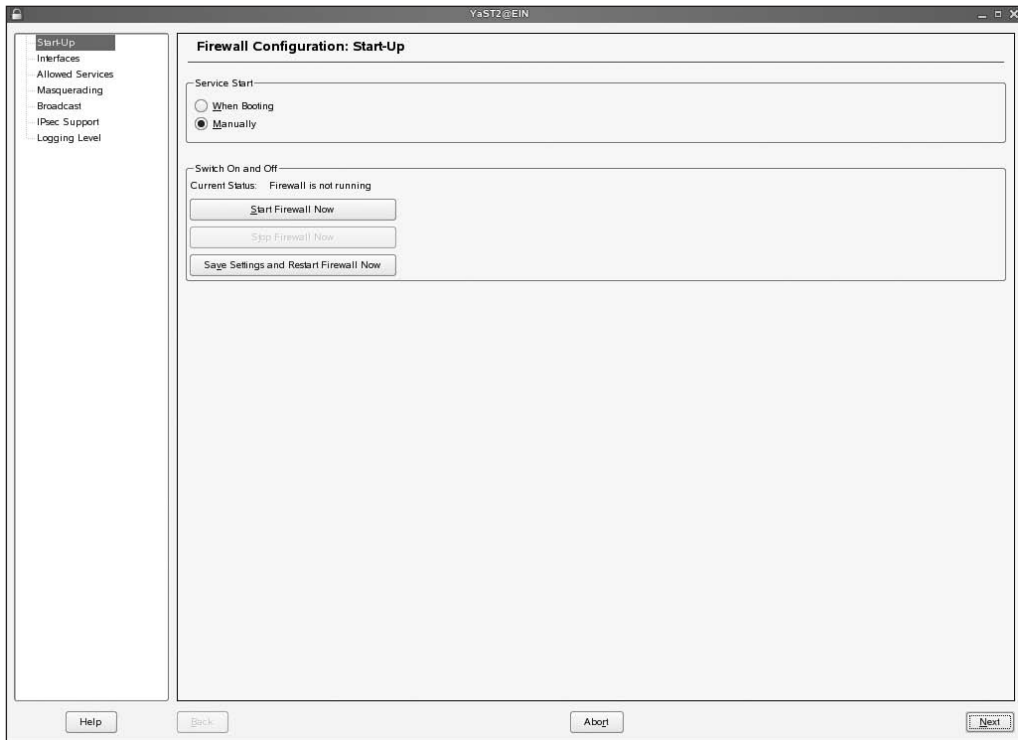 YaST2@EIN
Start-Up
Interfaces
Allowed Services
Masquerading
Broadcast
IPsec Support
Logging Level
Firewall Configuration: Start-Up
Service Start
When Booting
Manually
Switch On and Off
Current Status: Firewall is not running
Start Firewall Now
Stop Firewall Now
Save Settings and Restart Firewall Now
Help
Back
Abort
Next